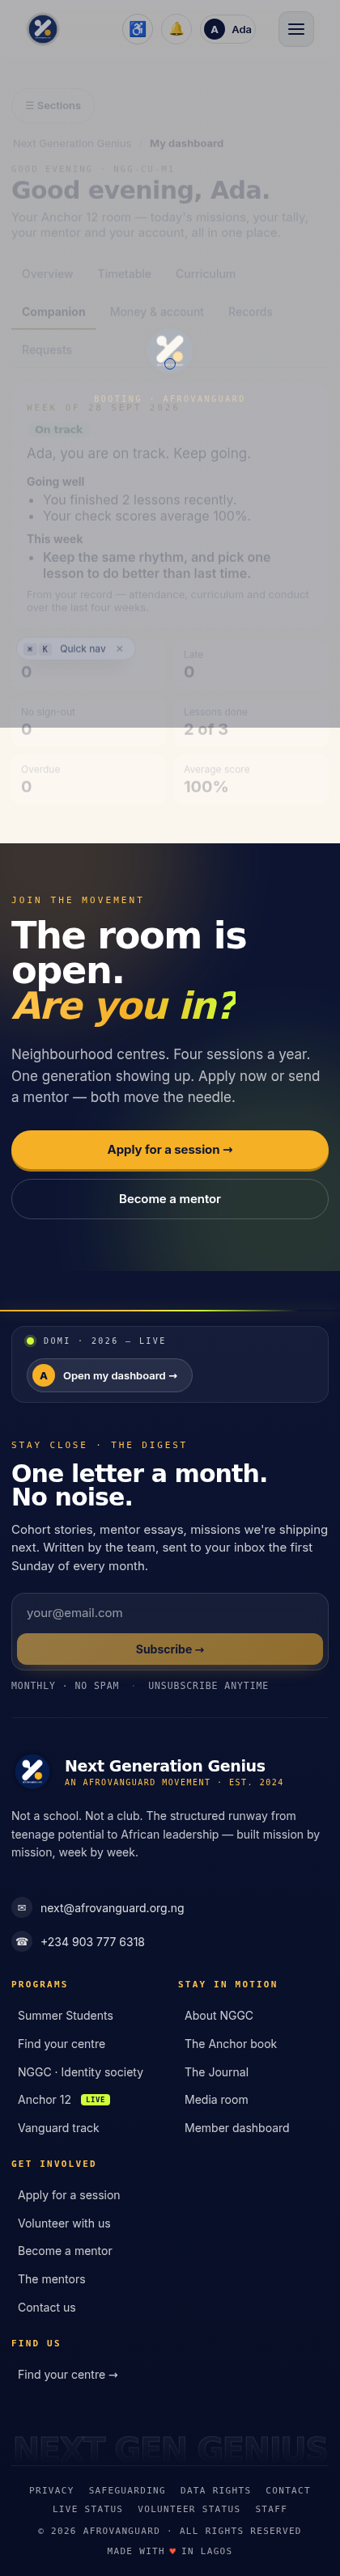 A Ada
☰ Sections
Next Generation Genius / My dashboard
GOOD EVENING · NGG-CU-M1
Good evening, Ada.
Your Anchor 12 room — today's missions, your tally,
your mentor and your account, all in one place.
Overview Timetable Curriculum
Companion Money & account Records
Requests
BOOTING · AFROVANGUARD
WEEK OF 28 SEPT 2026
On track
Ada, you are on track. Keep going.
Going well
• You finished 2 lessons recently.
• Your check scores average 100%.
This week
• Keep the same rhythm, and pick one
lesson to do better than last time.
From your record — attendance, curriculum and conduct
over the last four weeks.
⌘ K Quick nav ×
Late
0
0
No sign-out
0
Lessons done
2 of 3
Overdue
0
Average score
100%
JOIN THE MOVEMENT
The room is
open.
Are you in?
Neighbourhood centres. Four sessions a year.
One generation showing up. Apply now or send
a mentor — both move the needle.
Apply for a session →
Become a mentor
DOMI · 2026 — LIVE
A Open my dashboard →
STAY CLOSE · THE DIGEST
One letter a month.
No noise.
Cohort stories, mentor essays, missions we're shipping
next. Written by the team, sent to your inbox the first
Sunday of every month.
your@email.com
Subscribe →
MONTHLY · NO SPAM · UNSUBSCRIBE ANYTIME
Next Generation Genius
AN AFROVANGUARD MOVEMENT · EST. 2024
Not a school. Not a club. The structured runway from
teenage potential to African leadership — built mission by
mission, week by week.
✉ next@afrovanguard.org.ng
☎ +234 903 777 6318
PROGRAMS
Summer Students
Find your centre
NGGC · Identity society
Anchor 12 LIVE
Vanguard track
STAY IN MOTION
About NGGC
The Anchor book
The Journal
Media room
Member dashboard
GET INVOLVED
Apply for a session
Volunteer with us
Become a mentor
The mentors
Contact us
FIND US
Find your centre →
NEXT GEN GENIUS
PRIVACY SAFEGUARDING DATA RIGHTS CONTACT
LIVE STATUS VOLUNTEER STATUS STAFF
© 2026 AFROVANGUARD · ALL RIGHTS RESERVED
MADE WITH ♥ IN LAGOS